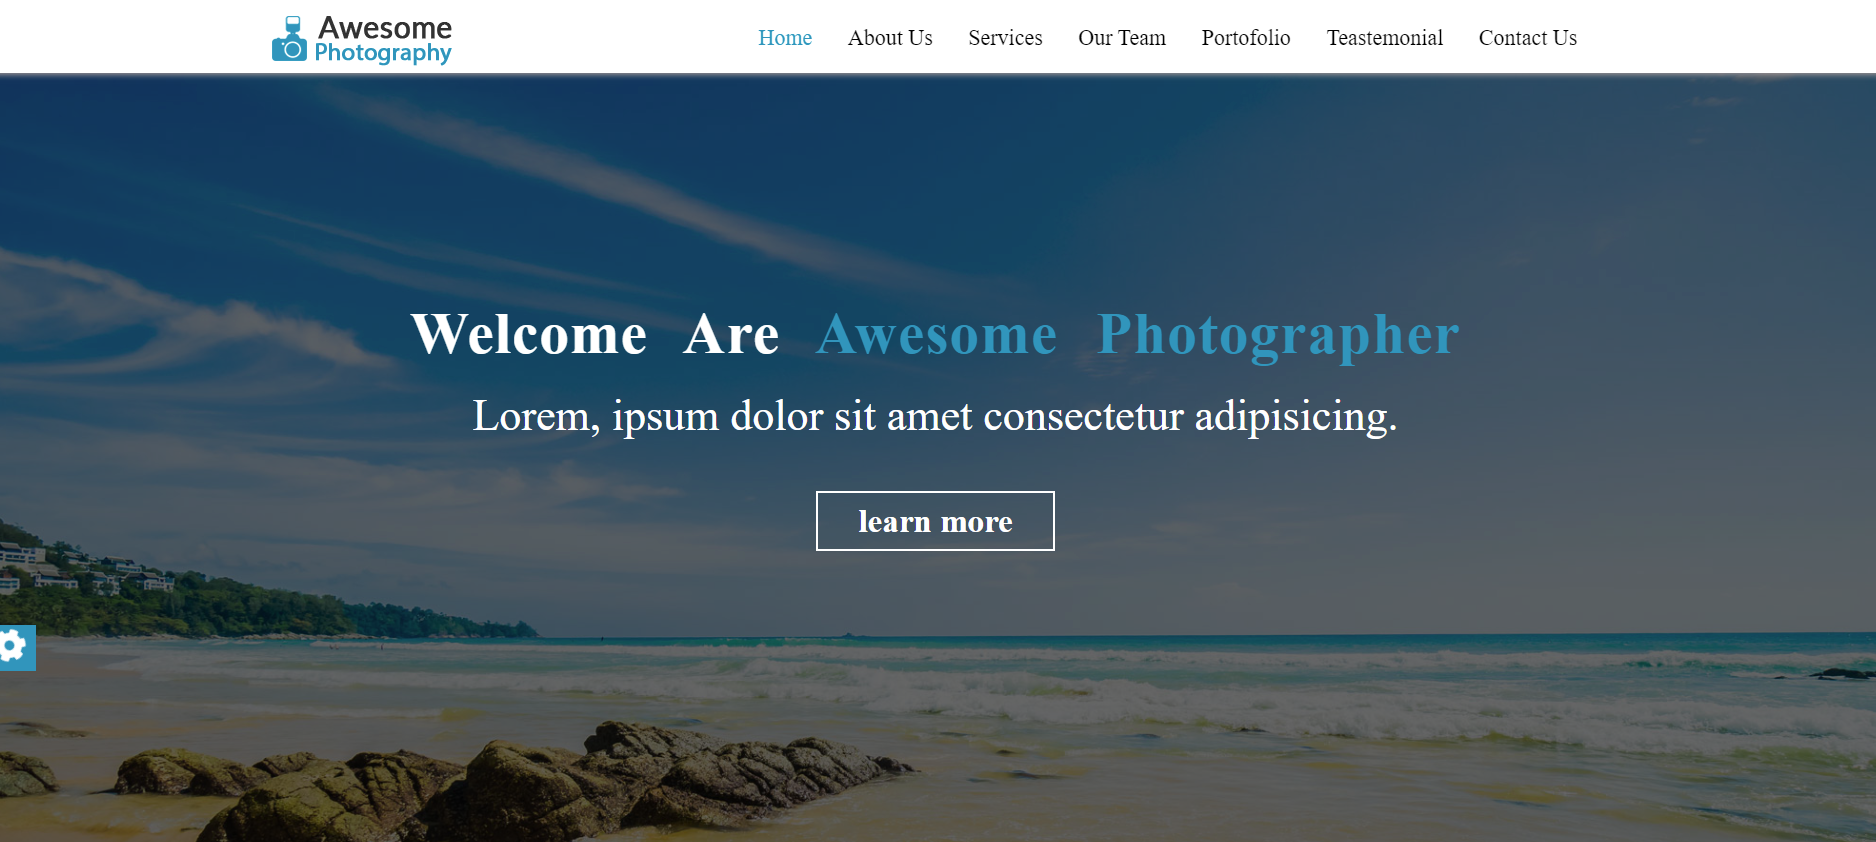 Awesome
Photography
Home About Us Services Our Team Portofolio Teastemonial Contact Us
Welcome Are Awesome Photographer
Lorem, ipsum dolor sit amet consectetur adipisicing.
learn more